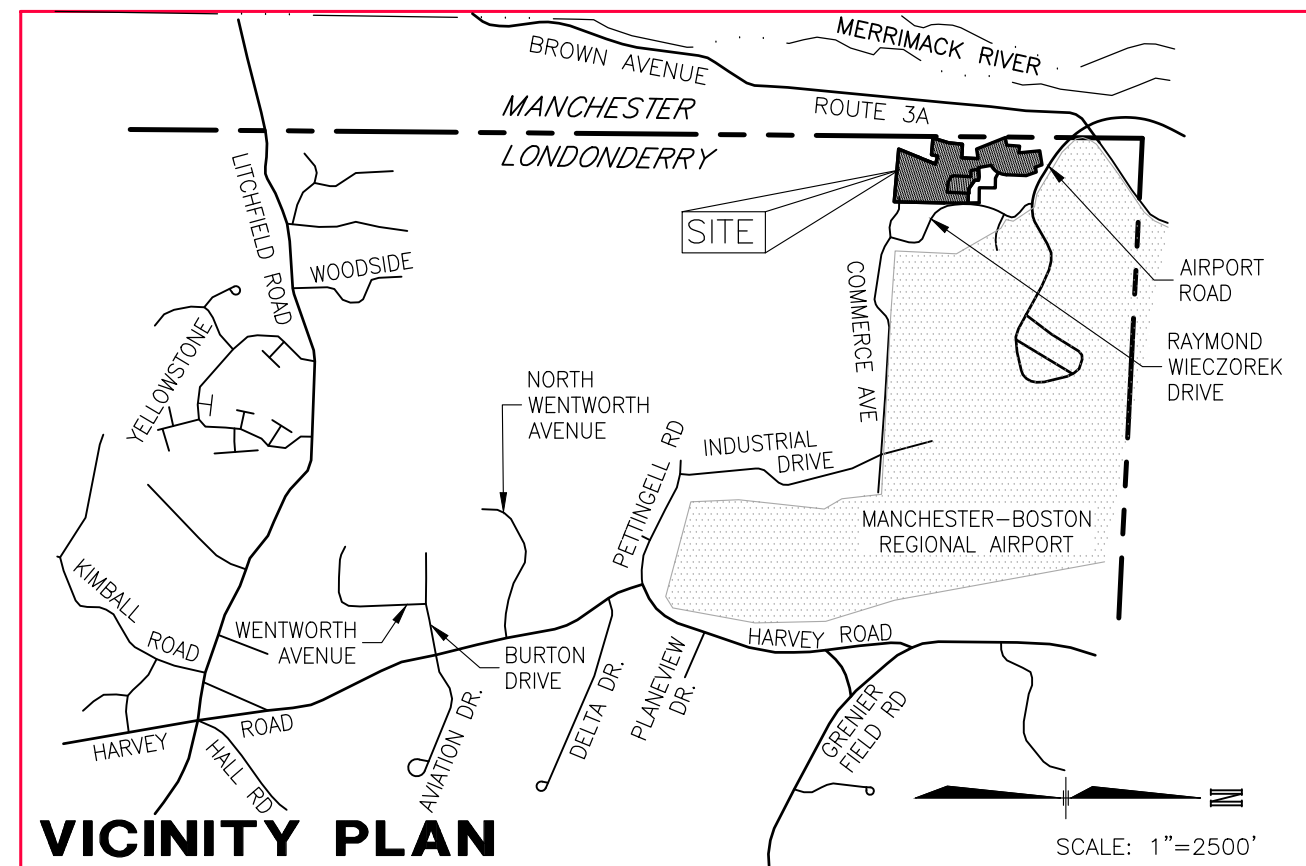 MERRIMACK RIVER
BROWN AVENUE
ROUTE 3A
MANCHESTER
LONDONDERRY
LITCHFIELD ROAD
SITE
WOODSIDE
AIRPORT
ROAD
COMMERCE AVE
YELLOWSTONE
RAYMOND
WIECZOREK
DRIVE
NORTH
WENTWORTH
AVENUE
PETTINGELL RD
INDUSTRIAL
DRIVE
MANCHESTER-BOSTON
REGIONAL AIRPORT
KIMBALL
ROAD
WENTWORTH
AVENUE
BURTON
DRIVE
HARVEY ROAD
PLANEVIEW
DR.
DELTA DR.
AVIATION DR.
GRENIER
FIELD RD
HARVEY
ROAD
HALL RD
N
VICINITY PLAN
SCALE: 1"=2500'